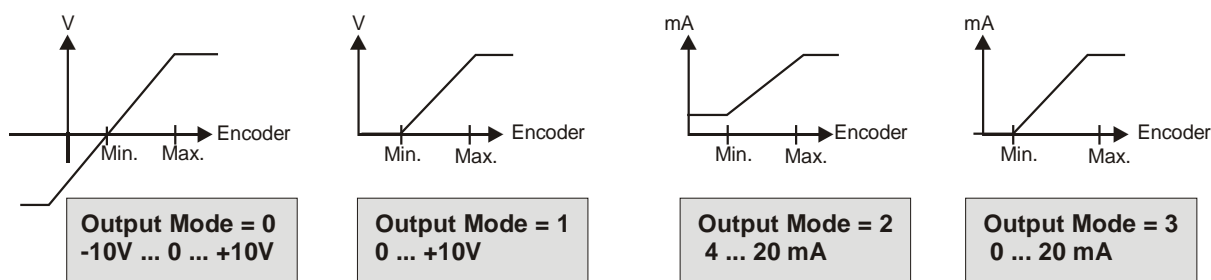 V
Encoder
Min.
Max.
Output Mode = 0
-10V ... 0 ... +10V
V
Encoder
Min.
Max.
Output Mode = 1
0 ... +10V
mA
Encoder
Min.
Max.
Output Mode = 2
4 ... 20 mA
mA
Encoder
Min.
Max.
Output Mode = 3
0 ... 20 mA